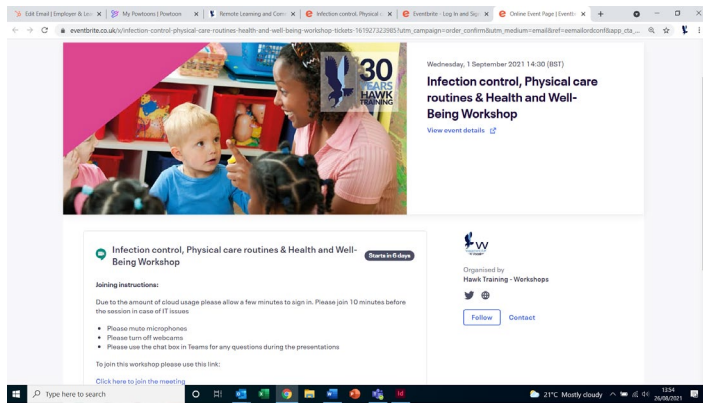 Edit Email | Employer & Lea
My Powtoons | Powtoon
Remote Learning and Com
Infection control, Physical c
Eventbrite - Log In and Sig
Online Event Page | Eventb
eventbrite.co.uk/x/infection-control-physical-care-routines-health-and-well-being-workshop-tickets-161927323985?utm_campaign=order_confirm&utm_medium=email&ref=eemailordconf&app_cta_...
30
YEARS
HAWK
TRAINING
Wednesday, 1 September 2021 14:30 (BST)
Infection control, Physical care
routines & Health and Well-
Being Workshop
View event details
Infection control, Physical care routines & Health and Well-
Being Workshop
Starts in 6 days
Joining instructions:
Due to the amount of cloud usage please allow a few minutes to sign in. Please join 10 minutes before
the session in case of IT issues
• Please muto microphones
• Please turn off webcams
• Please use the chat box in Teams for any questions during the presentations
To join this workshop please use this link:
Click here to join the meeting
Organised by
Hawk Training - Workshops
Follow
Contact
Type here to search
21°C Mostly cloudy
13:54
26/08/2021